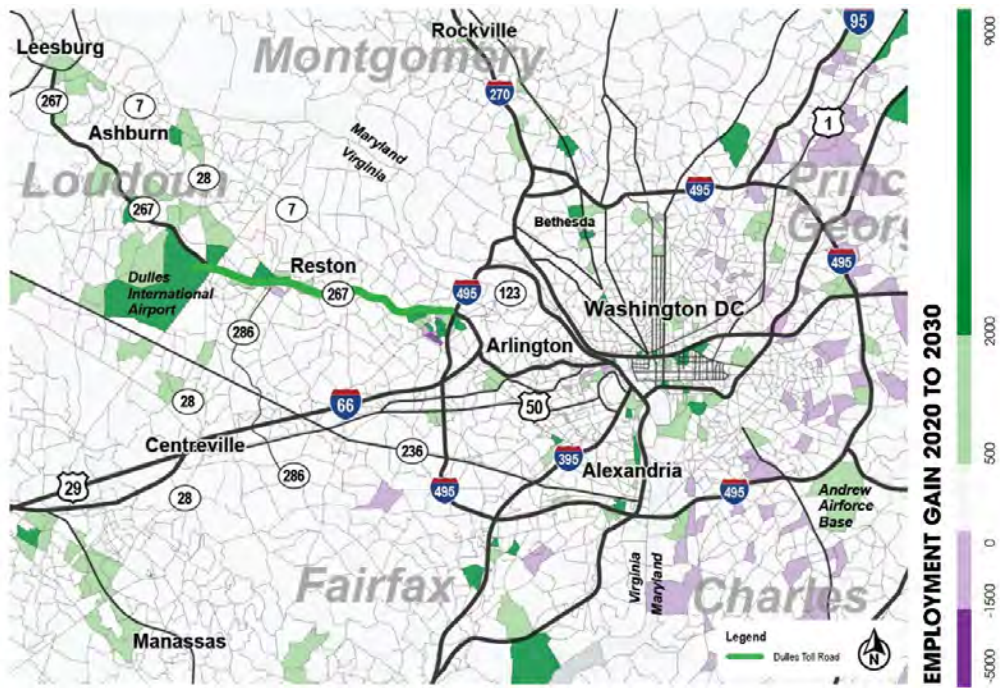 Leesburg
Rockville
95
Montgomery
267
7
270
1
Ashburn
Maryland
Virginia
28
Loudoun
495
Princ
Georg
267
7
Bethesda
Reston
495
Dulles
International
Airport
267
495
123
Washington DC
286
Arlington
66
50
28
Centreville
236
395
Alexandria
29
286
28
495
495
Andrew
Airforce
Base
Fairfax
Virginia
Maryland
Charles
Manassas
Legend
Dulles Toll Road
N
EMPLOYMENT GAIN 2020 TO 2030
9000
2000
500
0
-1500
-5000